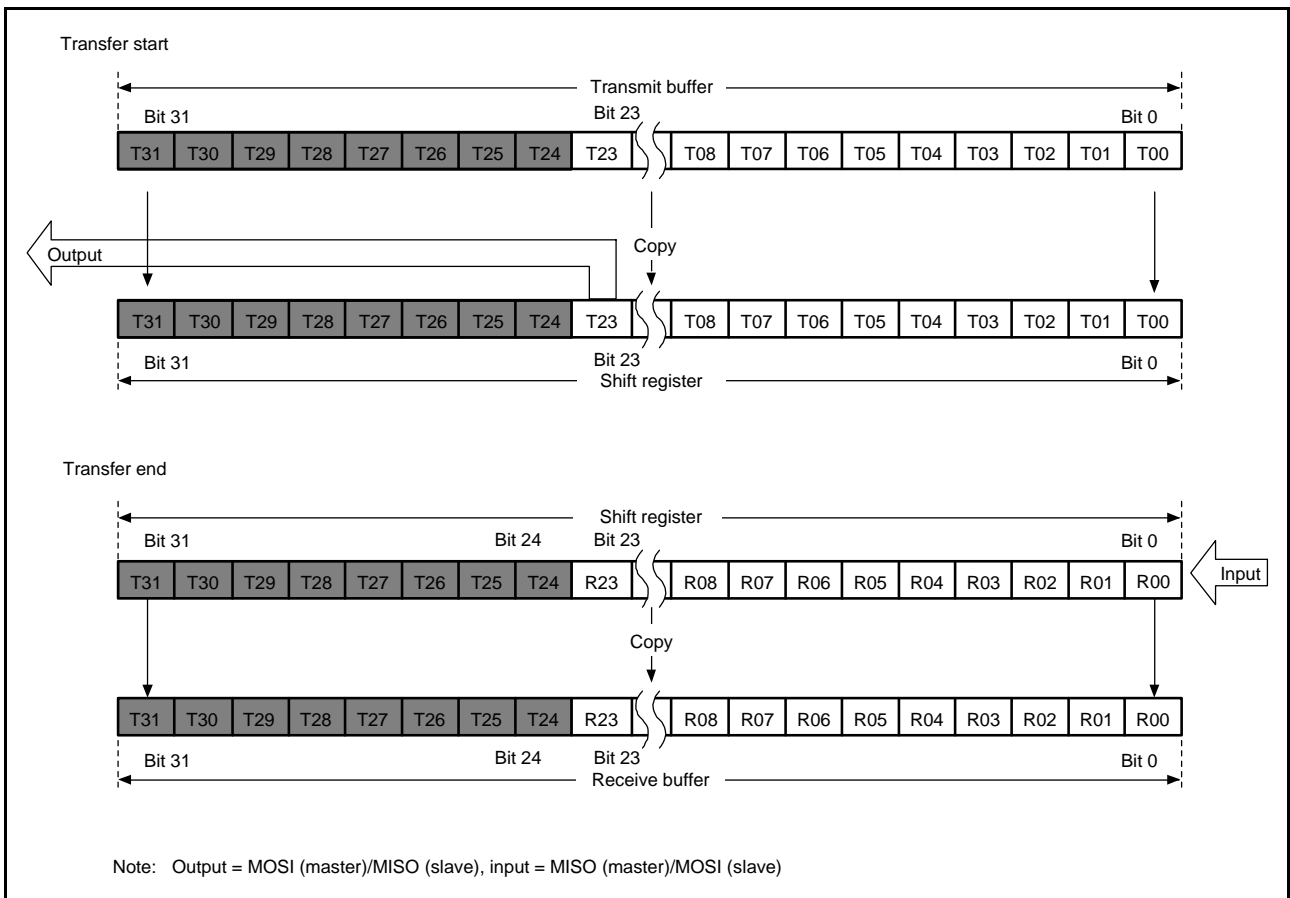 Transfer start
Transmit buffer
Bit 31 Bit 23 Bit 0
T31 T30 T29 T28 T27 T26 T25 T24 T23 T08 T07 T06 T05 T04 T03 T02 T01 T00
Output Copy
T31 T30 T29 T28 T27 T26 T25 T24 T23 T08 T07 T06 T05 T04 T03 T02 T01 T00
Bit 31 Bit 23 Bit 0
Shift register
Transfer end
Shift register
Bit 31 Bit 24 Bit 23 Bit 0
T31 T30 T29 T28 T27 T26 T25 T24 R23 R08 R07 R06 R05 R04 R03 R02 R01 R00 Input
Copy
T31 T30 T29 T28 T27 T26 T25 T24 R23 R08 R07 R06 R05 R04 R03 R02 R01 R00
Bit 31 Bit 24 Bit 23 Bit 0
Receive buffer
Note: Output = MOSI (master)/MISO (slave), input = MISO (master)/MOSI (slave)